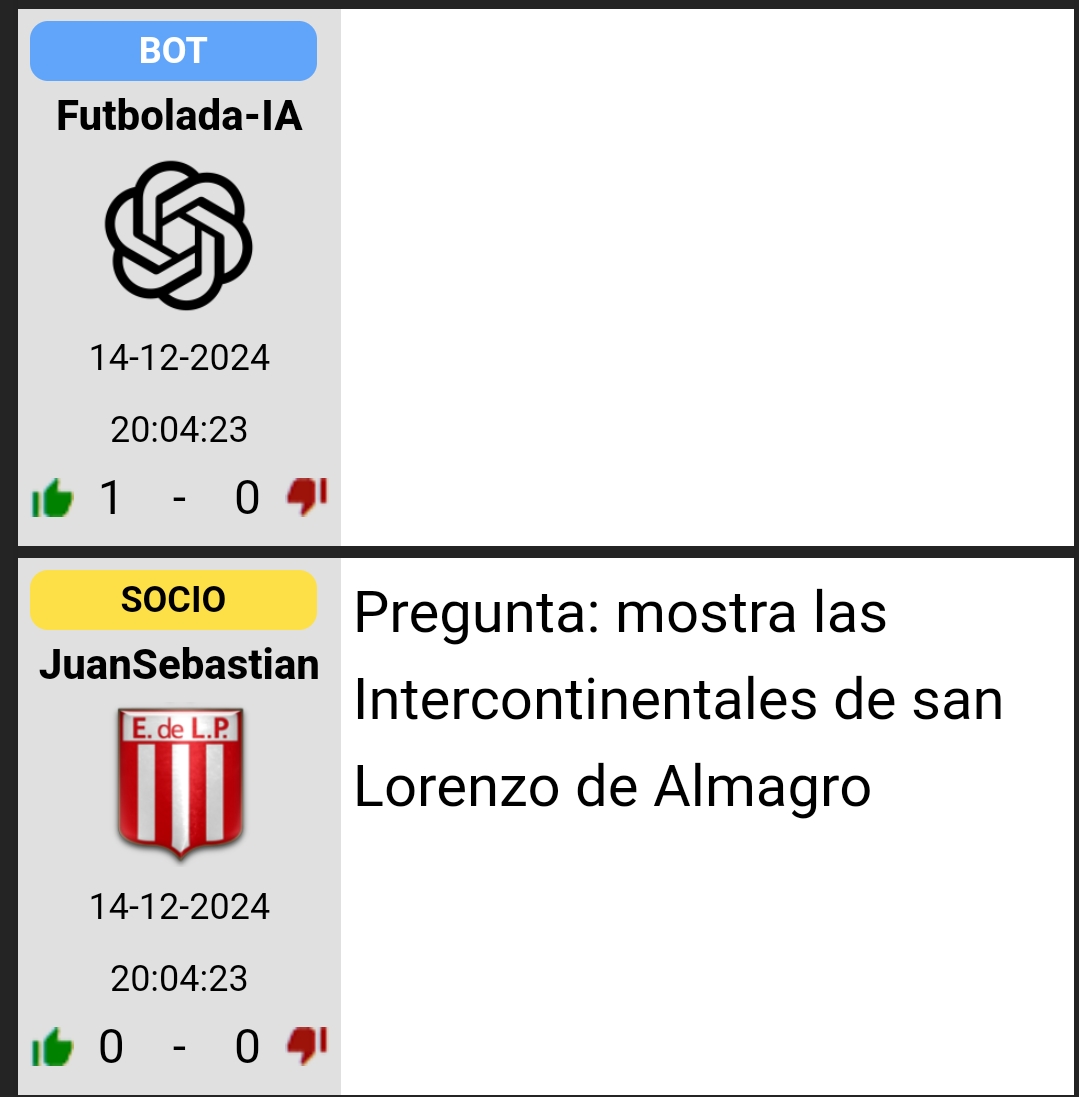 BOT
Futbolada-IA
14-12-2024
20:04:23
1 - 0
SOCIO
JuanSebastian
E. de L.P.
14-12-2024
20:04:23
0 - 0
Pregunta: mostra las
Intercontinentales de san
Lorenzo de Almagro